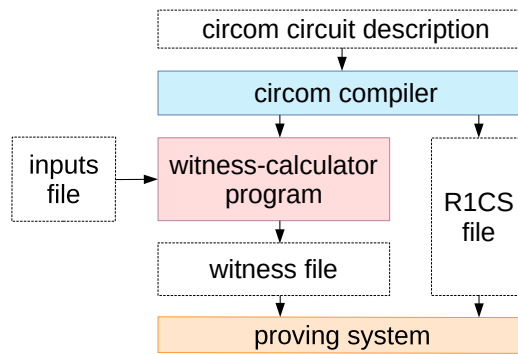 circom circuit description
circom compiler
inputs
file
witness-calculator
program
R1CS
file
witness file
proving system